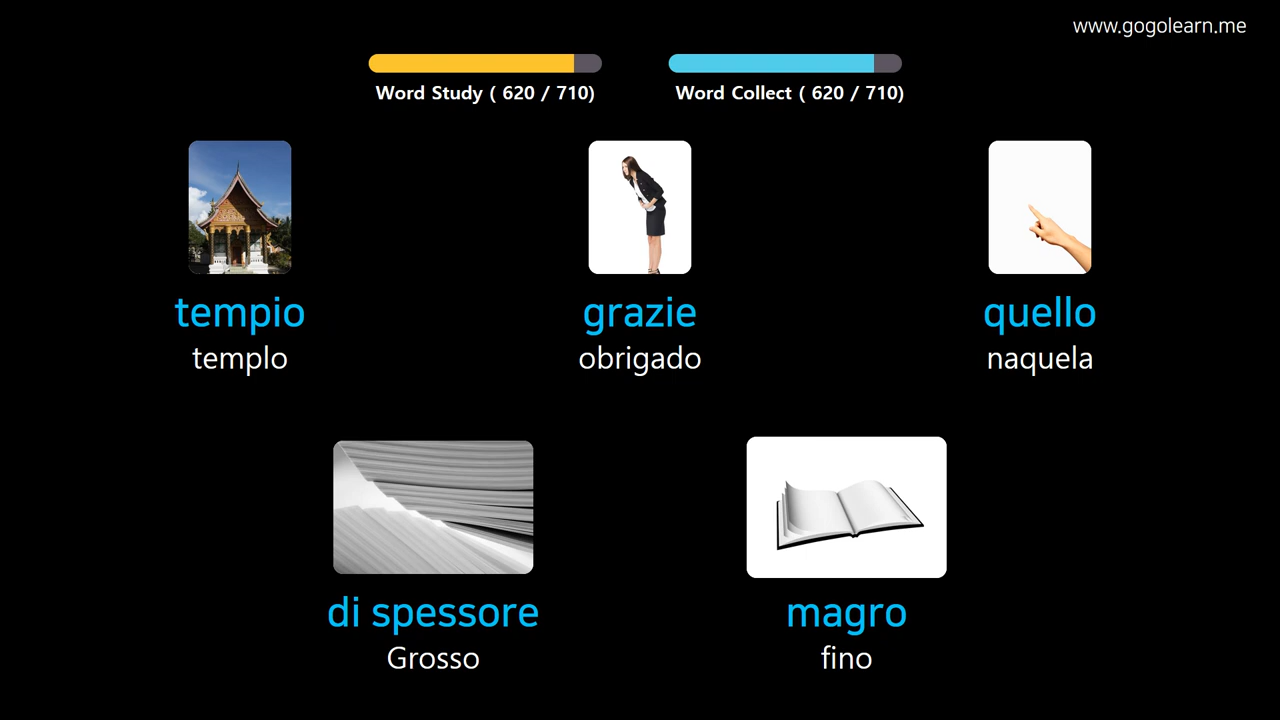 www.gogolearn.me
Word Study ( 620 / 710)
Word Collect ( 620 / 710)
tempio
templo
grazie
obrigado
quello
naquela
di spessore
Grosso
magro
fino